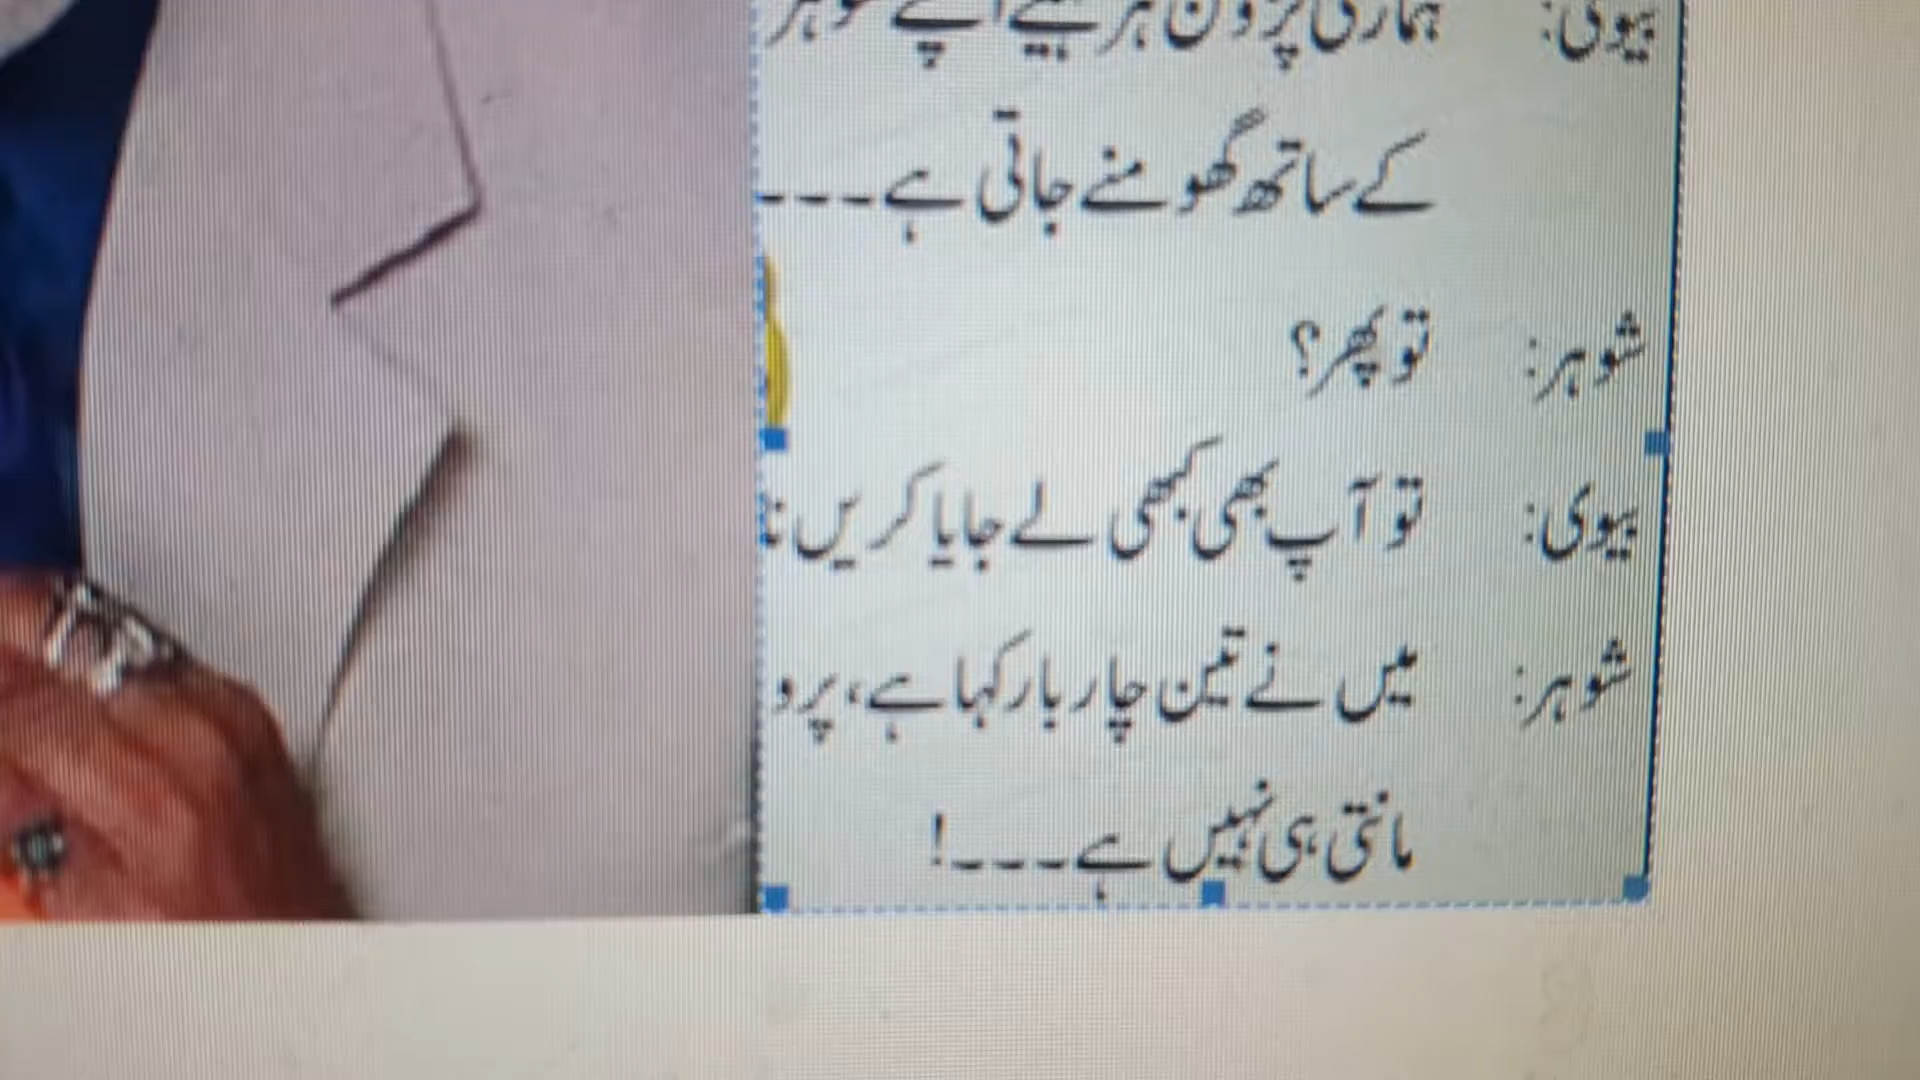 بیوی: ہماری پڑوسن ہر ہفتے اپنے شوہر
کے ساتھ گھومنے جاتی ہے۔۔۔
شوہر: تو پھر؟
بیوی: تو آپ بھی کبھی لے جایا کریں نا
شوہر: میں نے تین چار بار کہا ہے، پر و
مانتی ہی نہیں ہے۔۔۔!